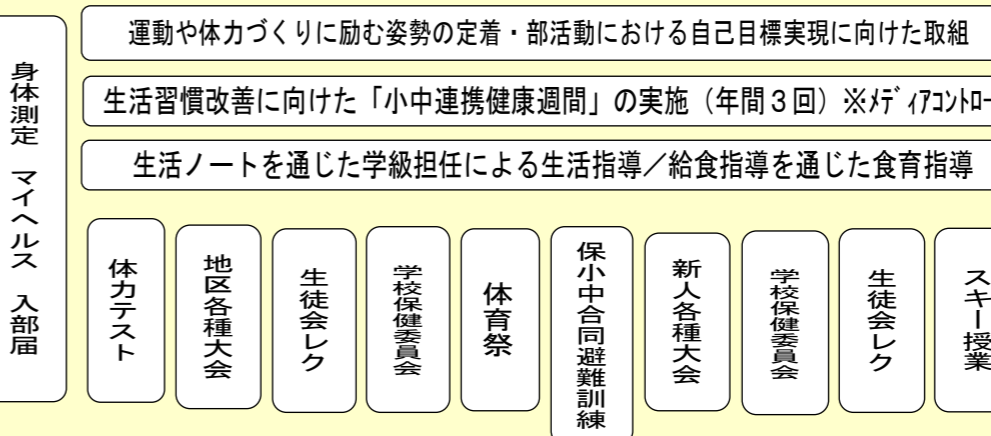 身体測定　マイヘルス　入部届
運動や体力づくりに励む姿勢の定着・部活動における自己目標実現に向けた取組
生活習慣改善に向けた「小中連携健康週間」の実施（年間３回）※ﾒﾃﾞｨｱｺﾝﾄﾛｰ
生活ノートを通じた学級担任による生活指導／給食指導を通じた食育指導
体力テスト
地区各種大会
生徒会レク
学校保健委員会
体育祭
保小中合同避難訓練
新人各種大会
学校保健委員会
生徒会レク
スキー授業